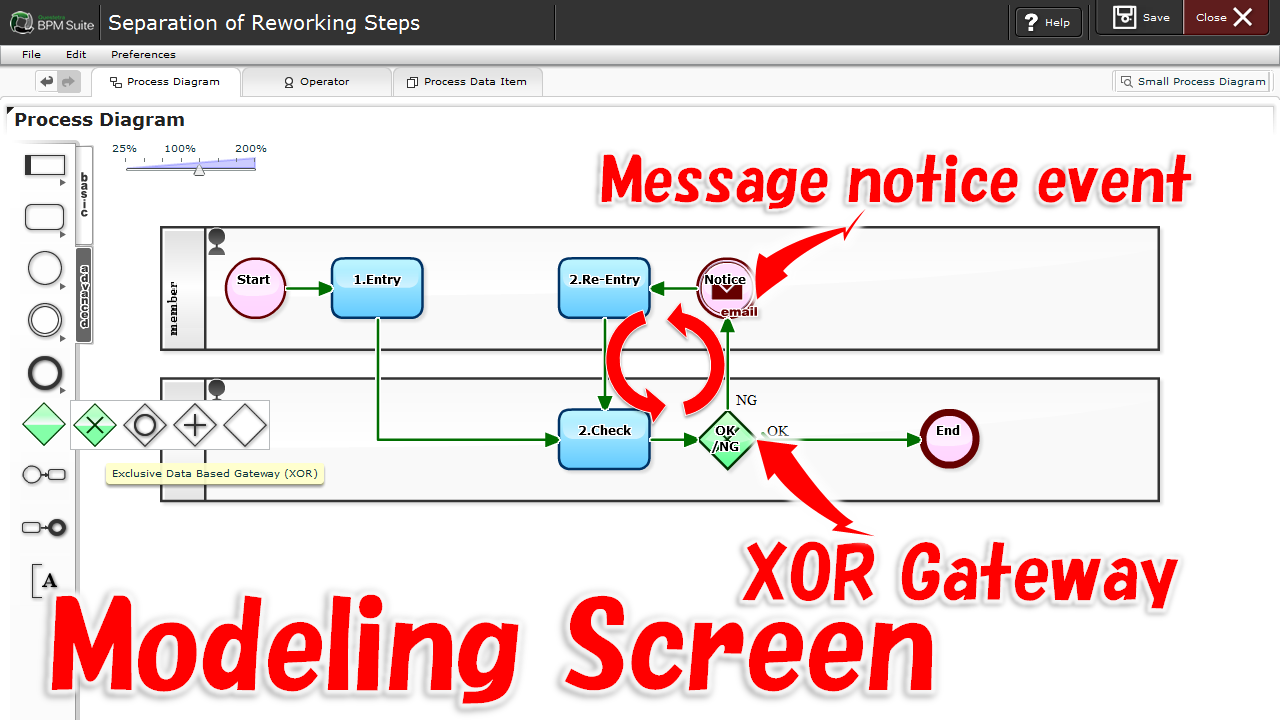 Questetra
BPM Suite
Separation of Reworking Steps
Help
Save
Close
File
Edit
Preferences
Process Diagram
Operator
Process Data Item
Small Process Diagram
Process Diagram
25%
100%
200%
basic
advanced
Message notice event
member
Start
1.Entry
2.Re-Entry
Notice
email
NG
2.Check
OK
/NG
OK
End
Exclusive Data Based Gateway (XOR)
A
XOR Gateway
Modeling Screen